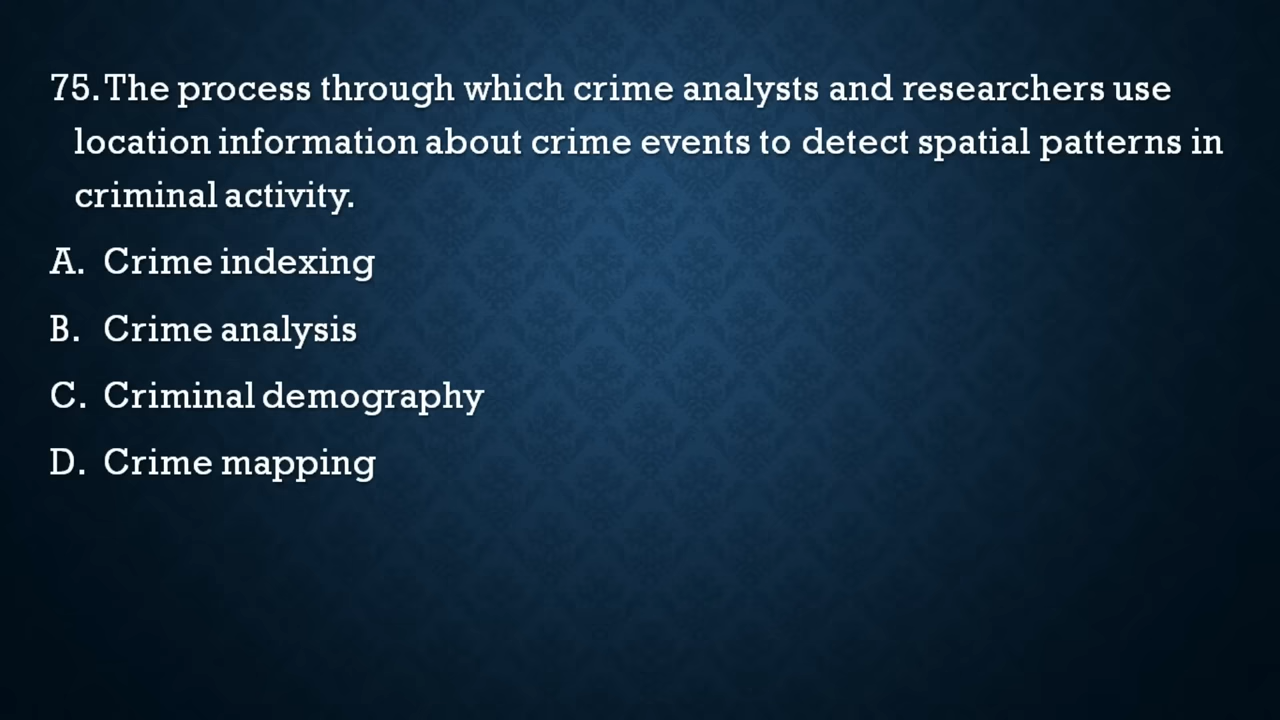 75. The process through which crime analysts and researchers use
location information about crime events to detect spatial patterns in
criminal activity.
A. Crime indexing
B. Crime analysis
C. Criminal demography
D. Crime mapping